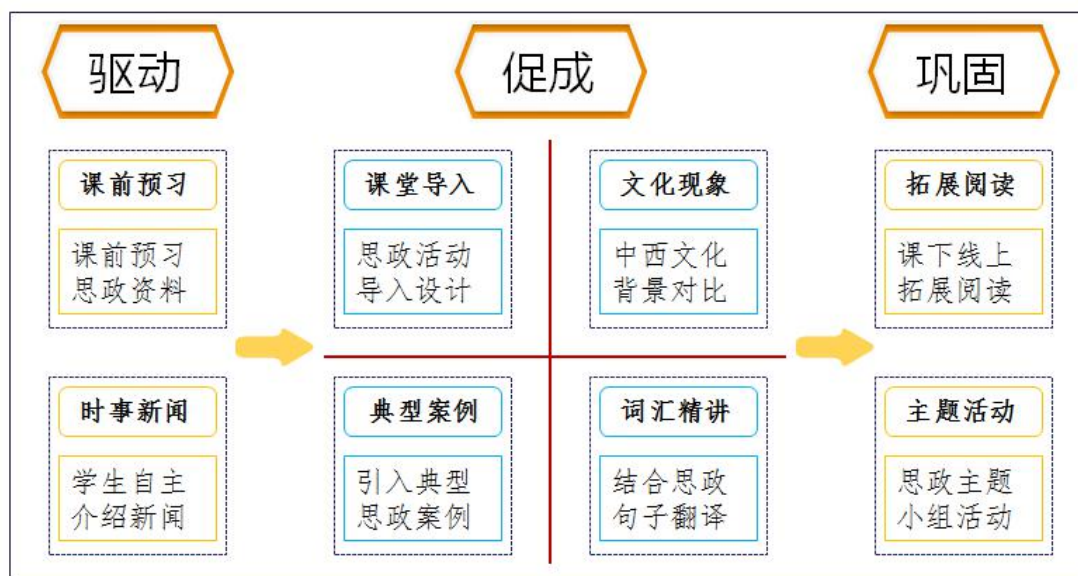 驱动
促成
巩固
课前预习
课前预习
思政资料
课堂导入
思政活动
导入设计
文化现象
中西文化
背景对比
拓展阅读
课下线上
拓展阅读
时事新闻
学生自主
介绍新闻
典型案例
引入典型
思政案例
词汇精讲
结合思政
句子翻译
主题活动
思政主题
小组活动